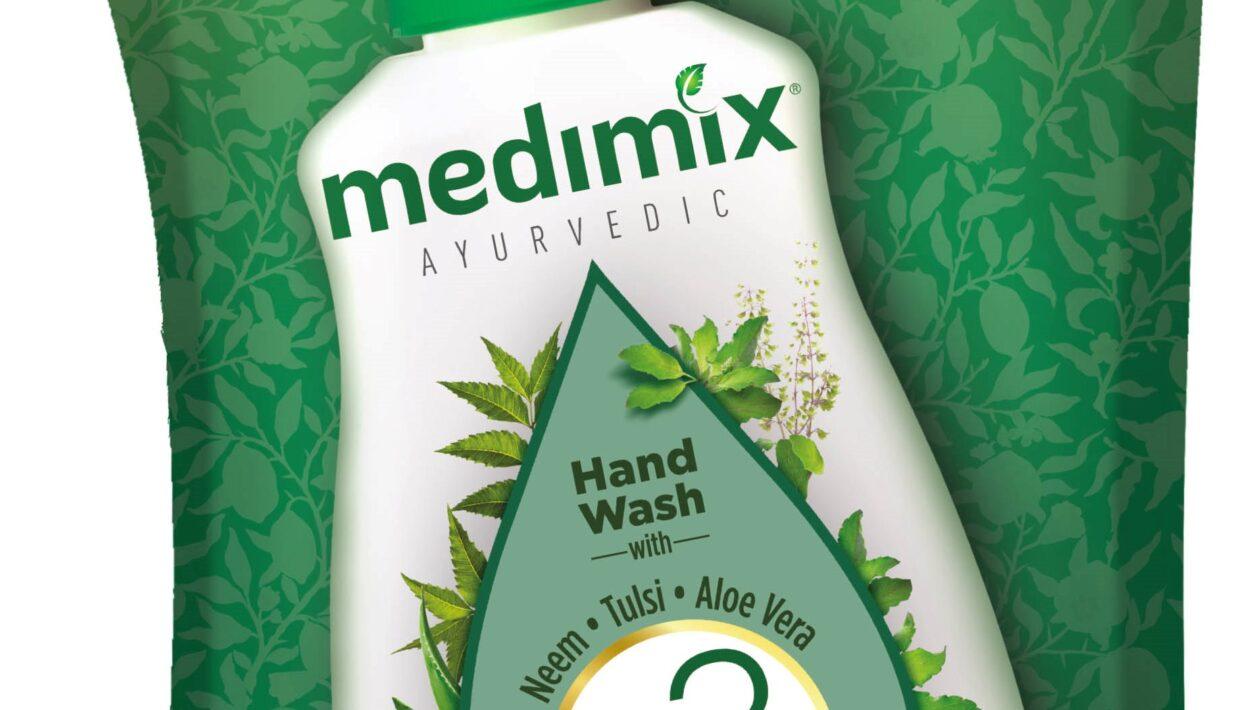 medimix®
AYURVEDIC
Hand
Wash
with
Neem • Tulsi • Aloe Vera